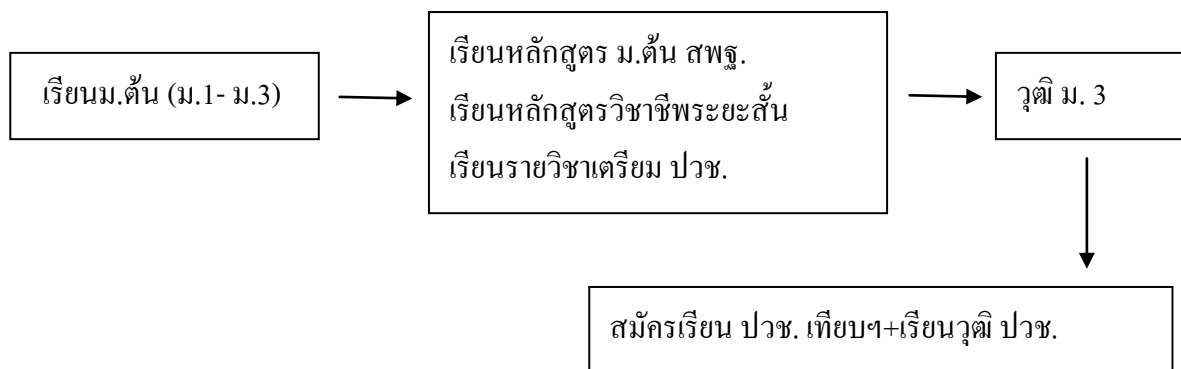 เรียนม.ต้น (ม.1- ม.3)
เรียนหลักสูตร ม.ต้น สพฐ.
เรียนหลักสูตรวิชาชีพระยะสั้น
เรียนรายวิชาเตรียม ปวช.
วุฒิ ม. 3
สมัครเรียน ปวช. เทียบฯ+เรียนวุฒิ ปวช.